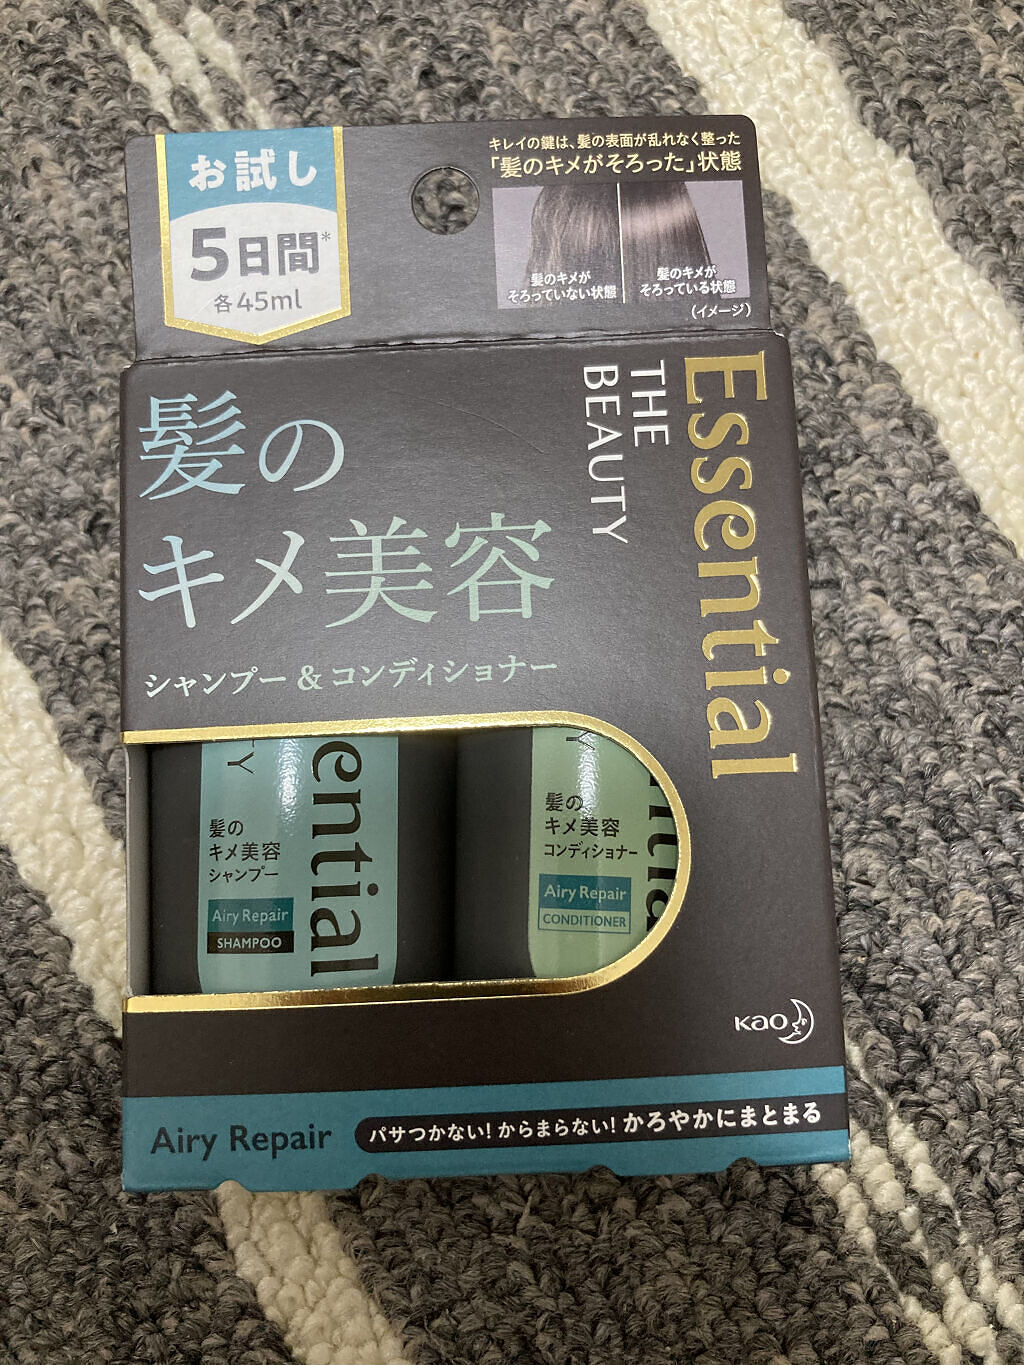 お試し
5日間*
各45ml
キレイの鍵は、髪の表面が乱れなく整った
「髪のキメがそろった」状態
髪のキメが
そろっていない状態
髪のキメが
そろっている状態
(イメージ)
Essential
THE
BEAUTY
髪の
キメ美容
シャンプー & コンディショナー
TY
ential
髪の
キメ美容
シャンプー
Airy Repair
SHAMPOO
Y
ntia
髪の
キメ美容
コンディショナー
Airy Repair
CONDITIONER
Kao
Airy Repair
パサつかない!からまらない!かろやかにまとまる